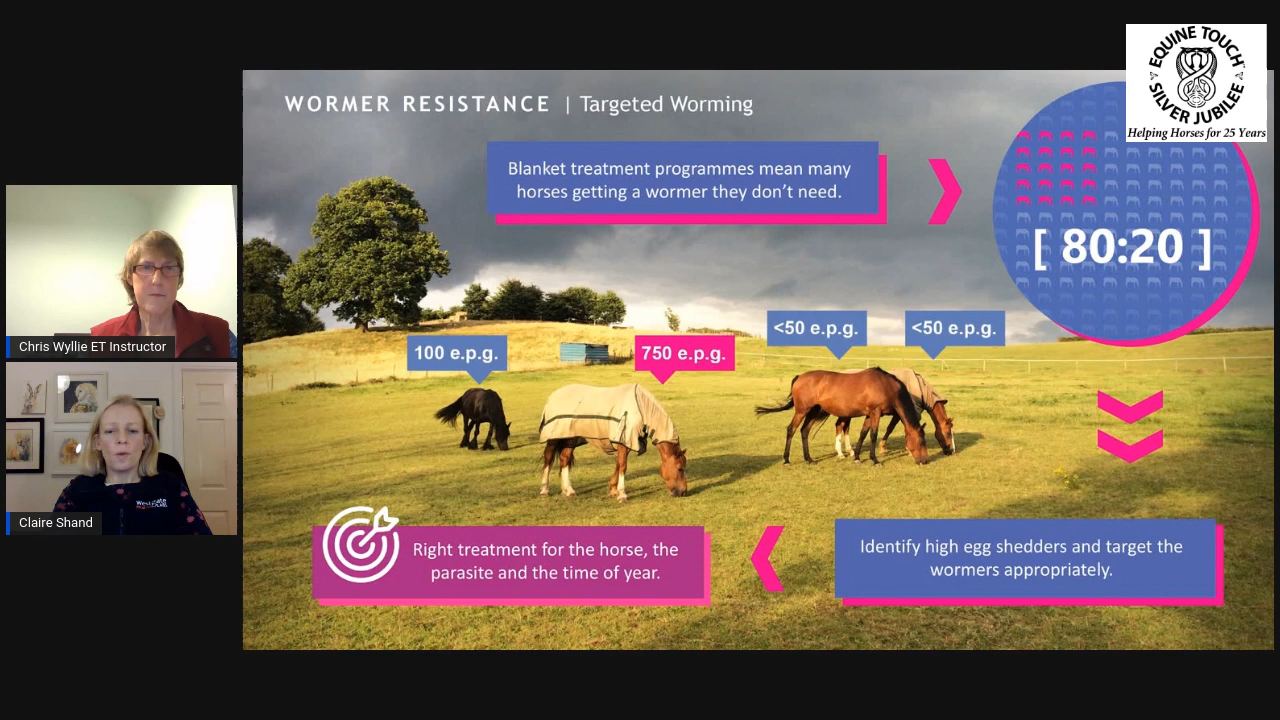 EQUINE TOUCH
SILVER JUBILEE
Helping Horses for 25 Years
WORMER RESISTANCE | Targeted Worming
Blanket treatment programmes mean many
horses getting a wormer they don't need.
[ 80:20 ]
<50 e.p.g.
<50 e.p.g.
100 e.p.g.
750 e.p.g.
Chris Wyllie ET Instructor
Claire Shand
Right treatment for the horse, the
parasite and the time of year.
Identify high egg shedders and target the
wormers appropriately.